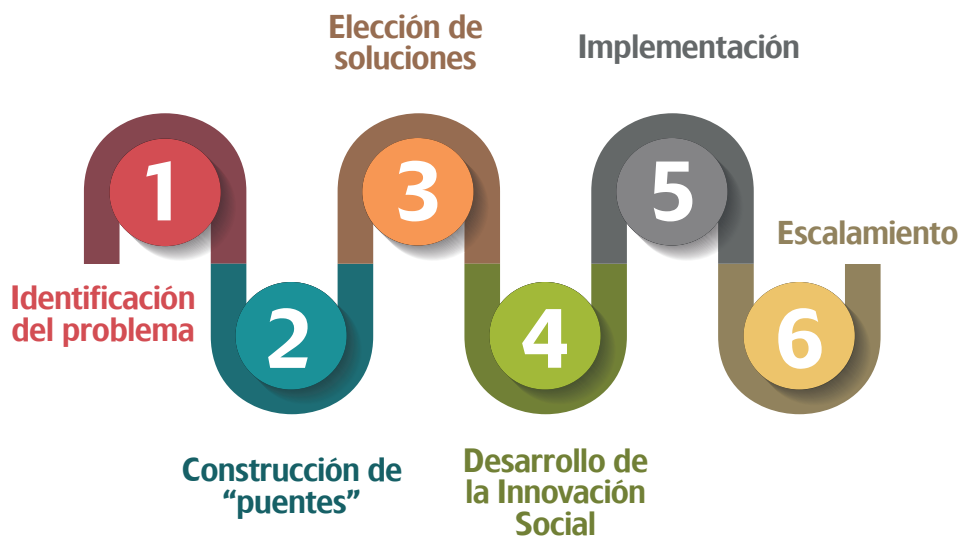 1
Identificación
del problema
2
Construcción de
“puentes”
3
Elección de
soluciones
4
Desarrollo de
la Innovación
Social
5
Implementación
6
Escalamiento